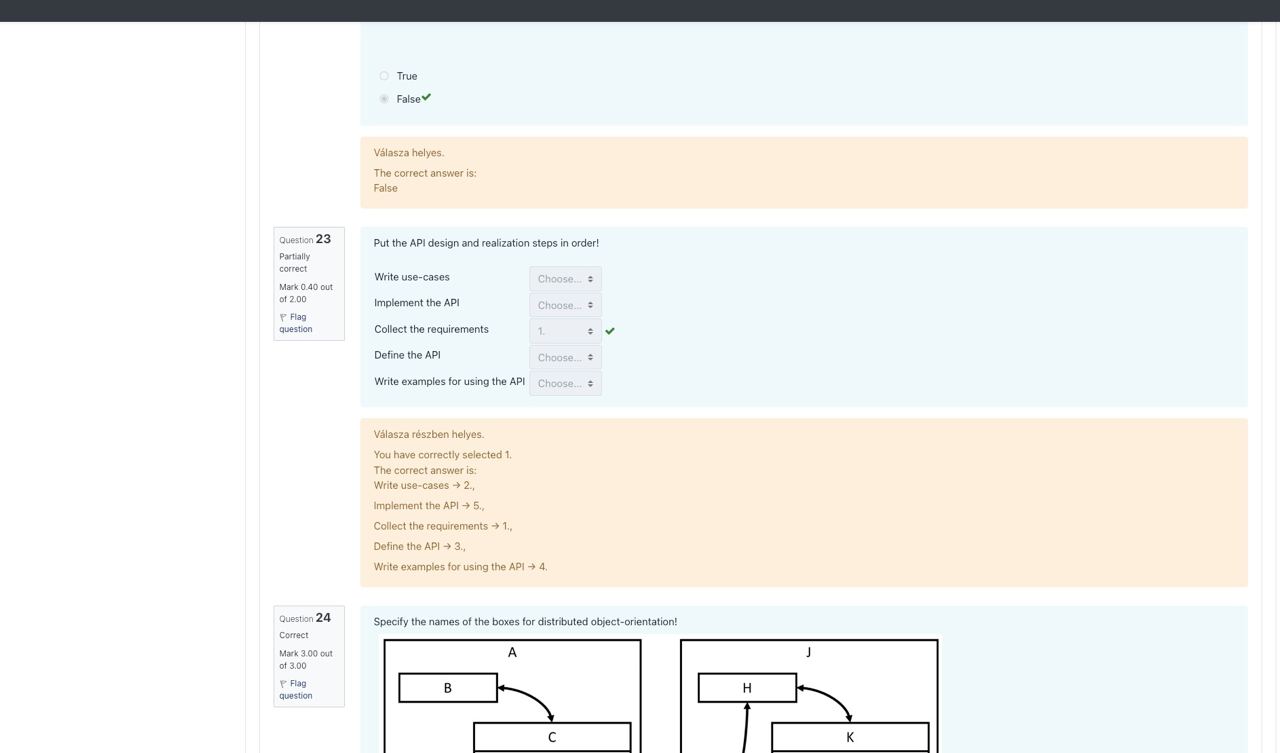 True
False
Válasza helyes.
The correct answer is:
False
Question 23
Partially
correct
Mark 0.40 out
of 2.00
Flag
question
Put the API design and realization steps in order!
Write use-cases Choose...
Implement the API Choose...
Collect the requirements 1.
Define the API Choose...
Write examples for using the API Choose...
Válasza részben helyes.
You have correctly selected 1.
The correct answer is:
Write use-cases → 2.,
Implement the API → 5.,
Collect the requirements → 1.,
Define the API → 3.,
Write examples for using the API → 4.
Question 24
Correct
Mark 3.00 out
of 3.00
Flag
question
Specify the names of the boxes for distributed object-orientation!
A J
B H
C K